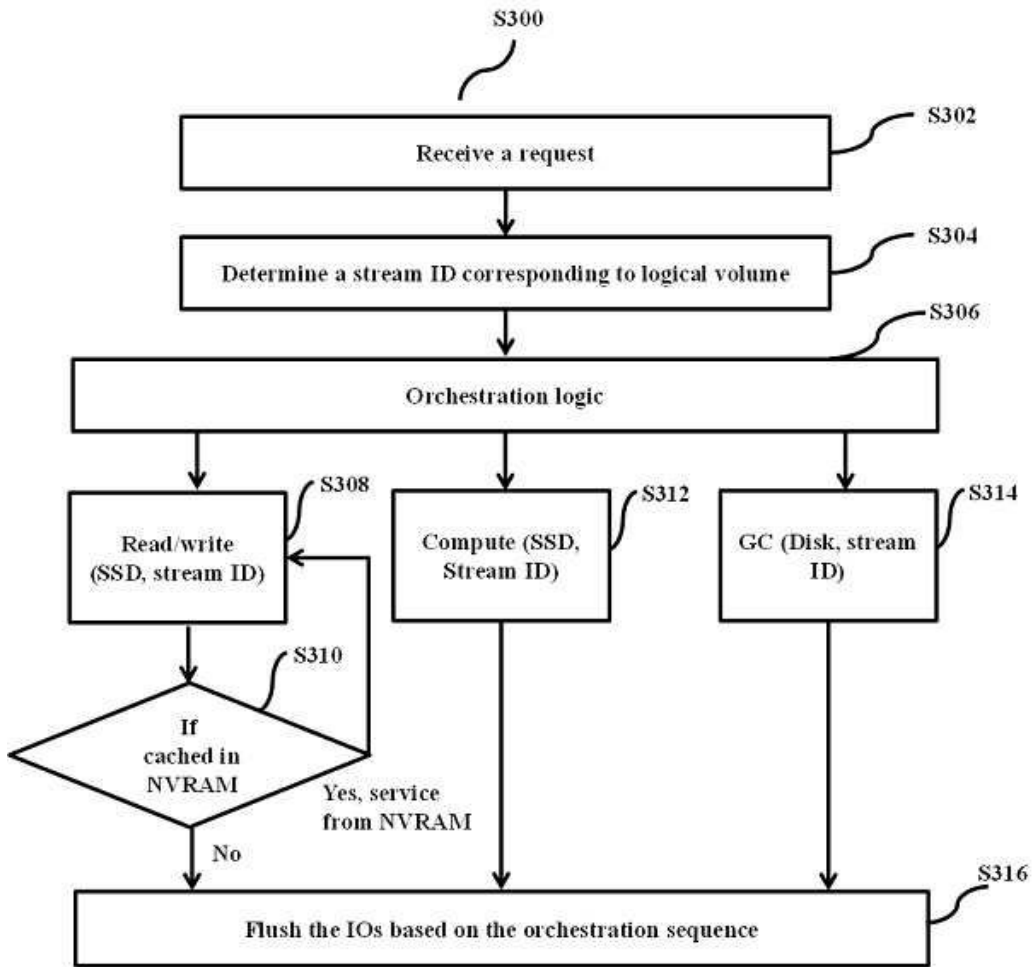 S300
S302
Receive a request
S304
Determine a stream ID corresponding to logical volume
S306
Orchestration logic
S308
Read/write
(SSD, stream ID)
S312
Compute (SSD,
Stream ID)
S314
GC (Disk, stream
ID)
S310
If
cached in
NVRAM
Yes, service
from NVRAM
No
S316
Flush the IOs based on the orchestration sequence